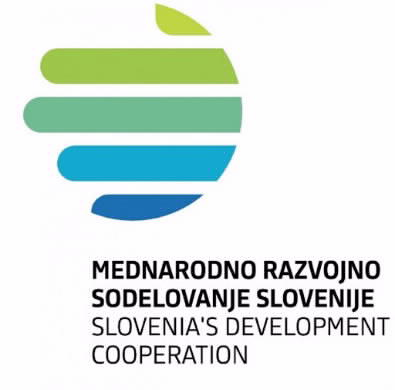 MEDNARODNO RAZVOJNO
SODELOVANJE SLOVENIJE
SLOVENIA'S DEVELOPMENT
COOPERATION